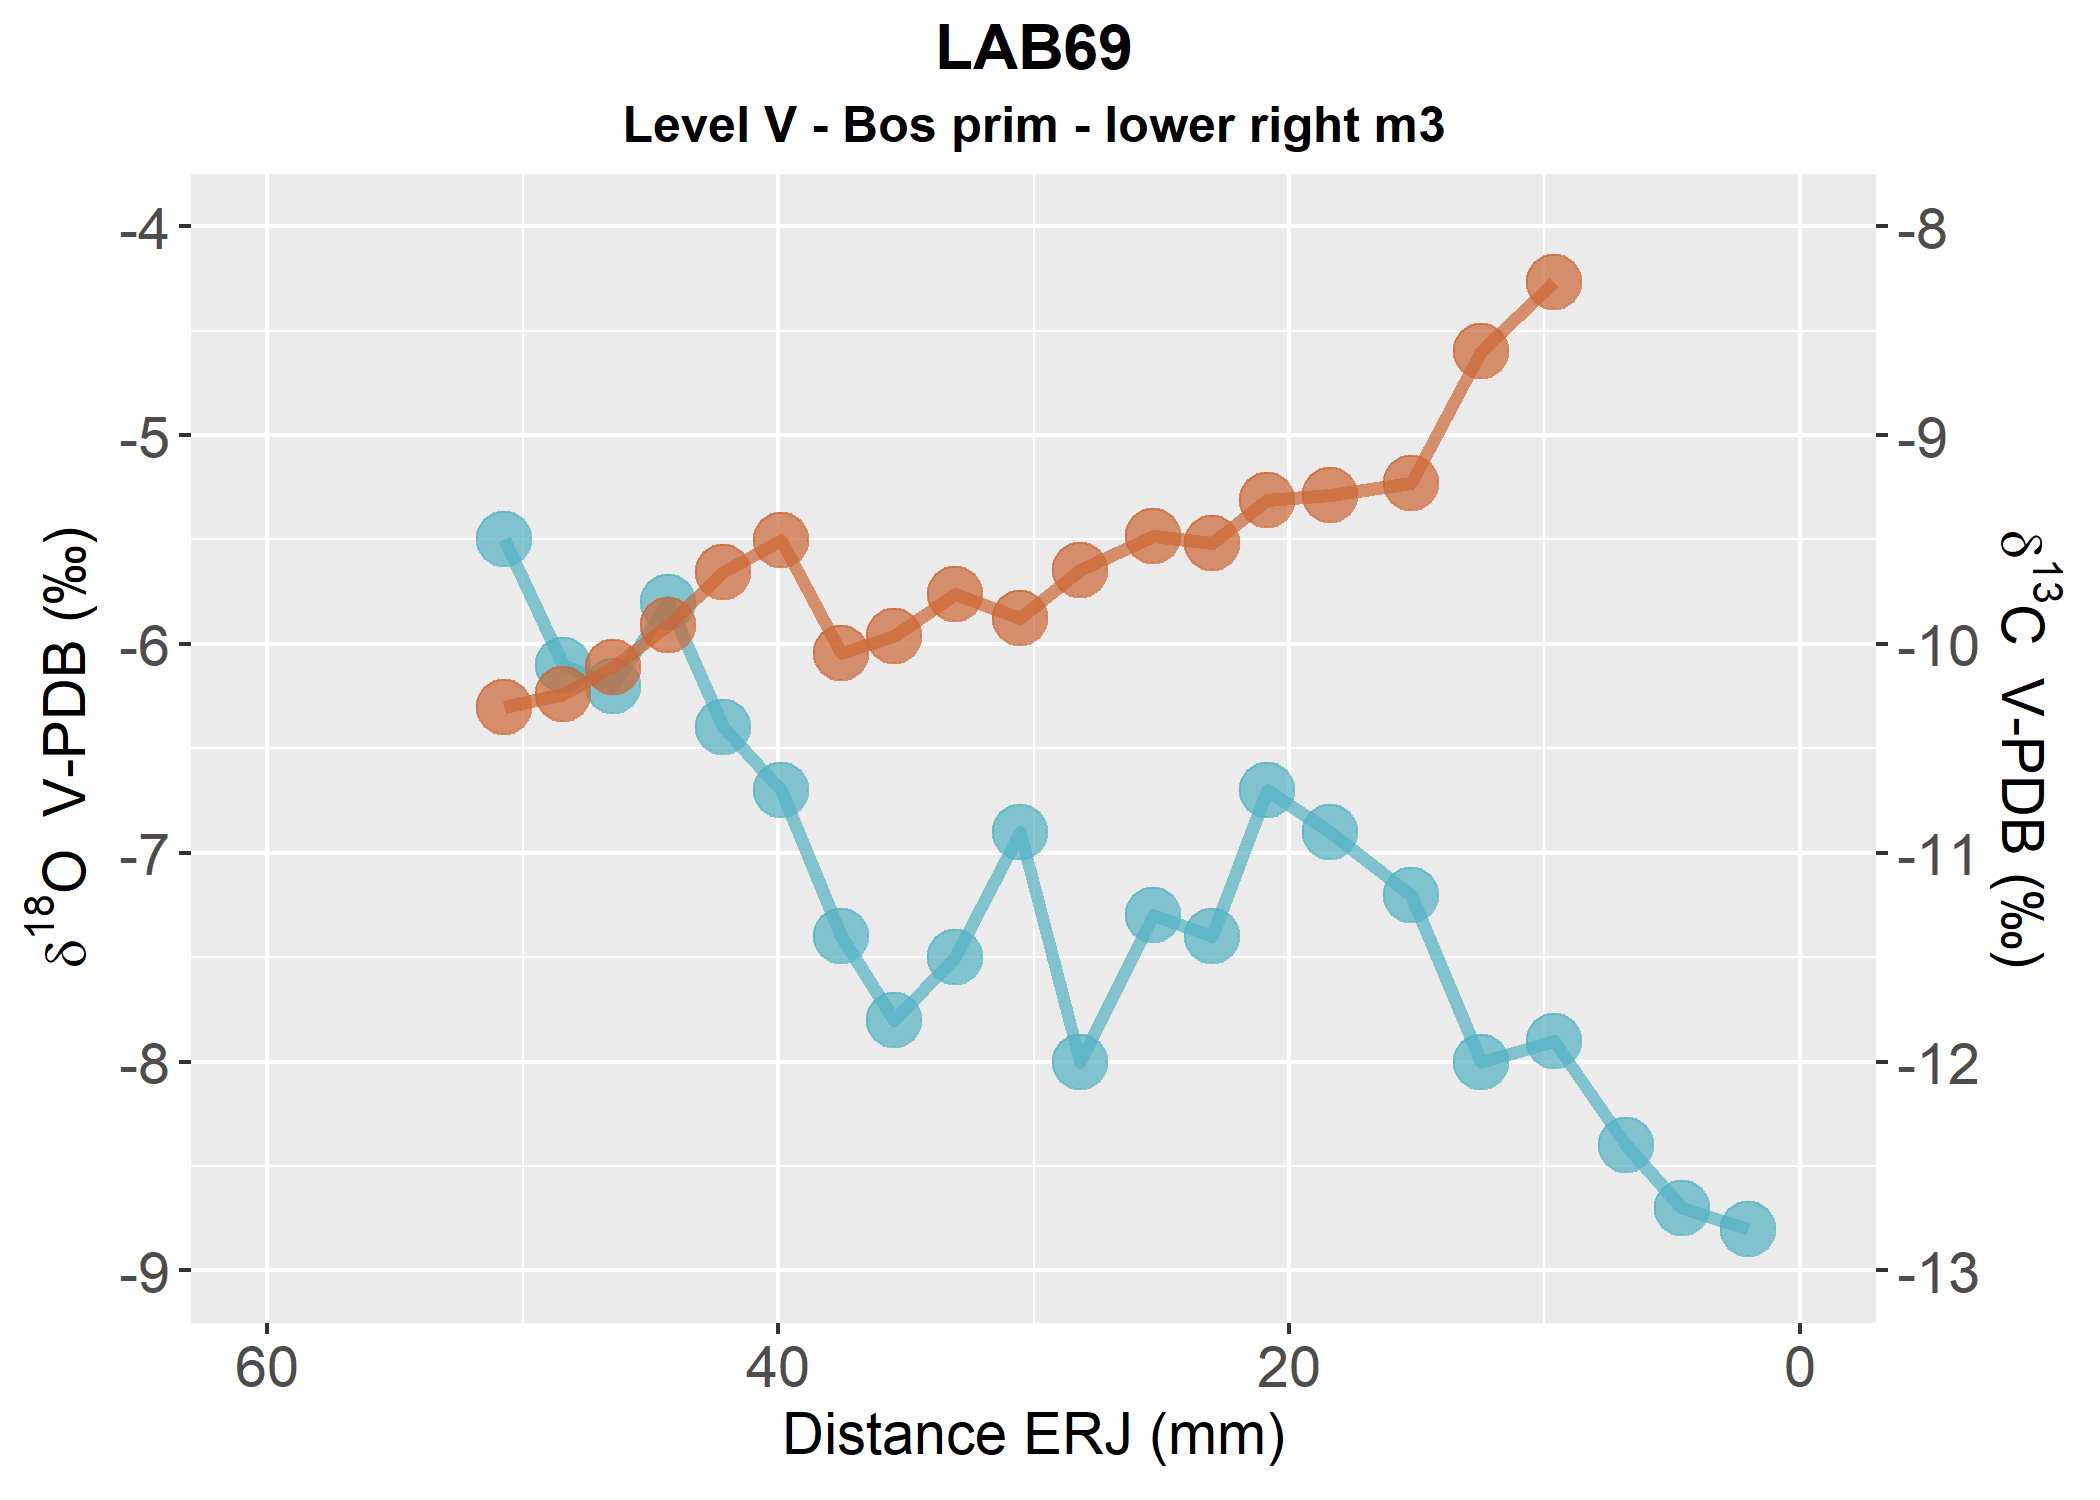 LAB69
Level V - Bos prim - lower right m3
-4
-5
-6
-7
-8
-9
δ¹⁸O V-PDB (‰)
-8
-9
-10
-11
-12
-13
δ¹³C V-PDB (‰)
60 40 20 0
Distance ERJ (mm)